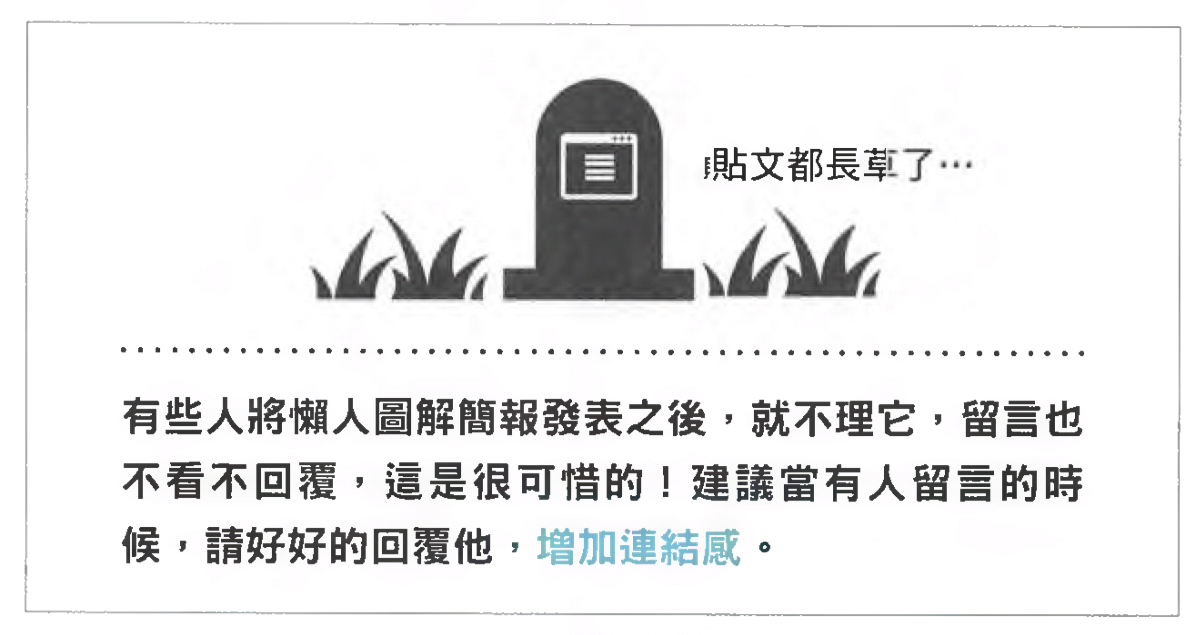 貼文都長草了⋯
有些人將懶人圖解簡報發表之後，就不理它，留言也
不看不回覆，這是很可惜的！建議當有人留言的時
候，請好好的回覆他，增加連結感。